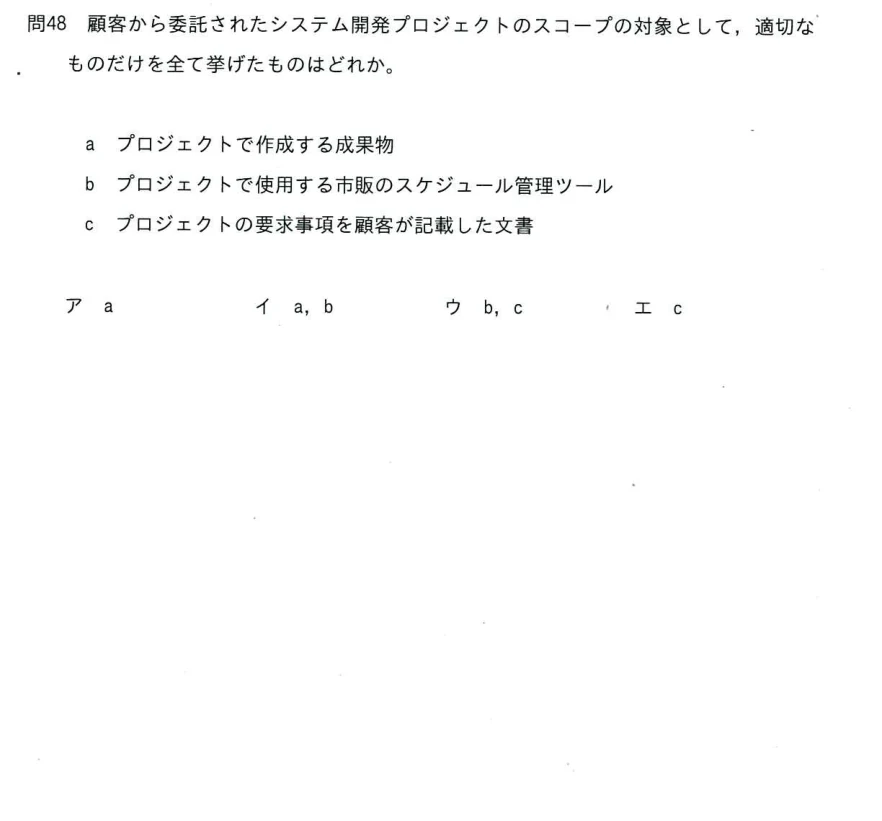 問48 顧客から委託されたシステム開発プロジェクトのスコープの対象として，適切な
ものだけを全て挙げたものはどれか。
a プロジェクトで作成する成果物
b プロジェクトで使用する市販のスケジュール管理ツール
c プロジェクトの要求事項を顧客が記載した文書
ア a イ a，b ウ b，c エ c